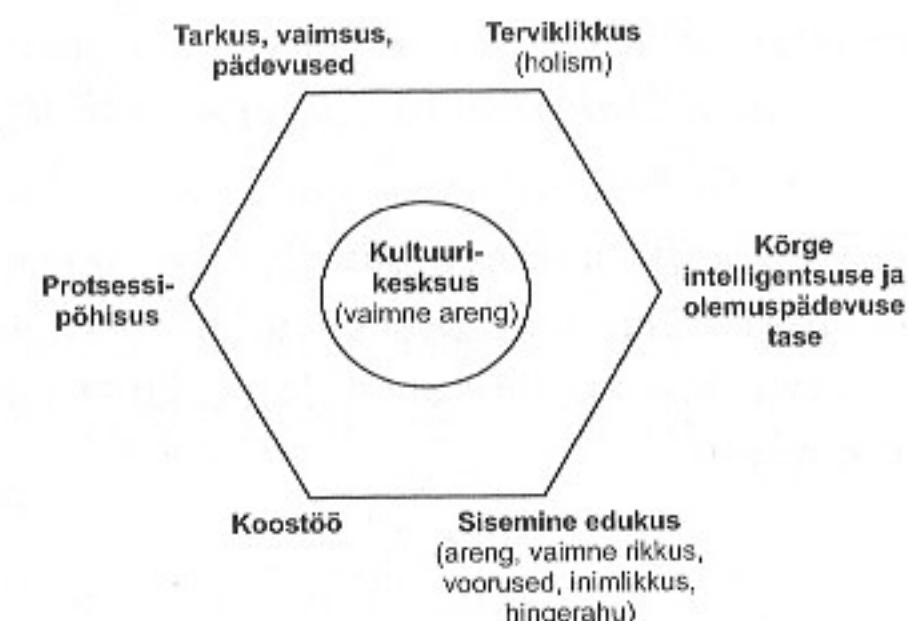 Tarkus, vaimsus,
pädevused
Terviklikkus
(holism)
Kultuuri-
kesksus
(vaimne areng)
Protsessi-
põhisus
Kõrge
intelligentsuse ja
olemuspädevuse
tase
Koostöö
Sisemine edukus
(areng, vaimne rikkus,
voorused, inimlikkus,
hingerahu)